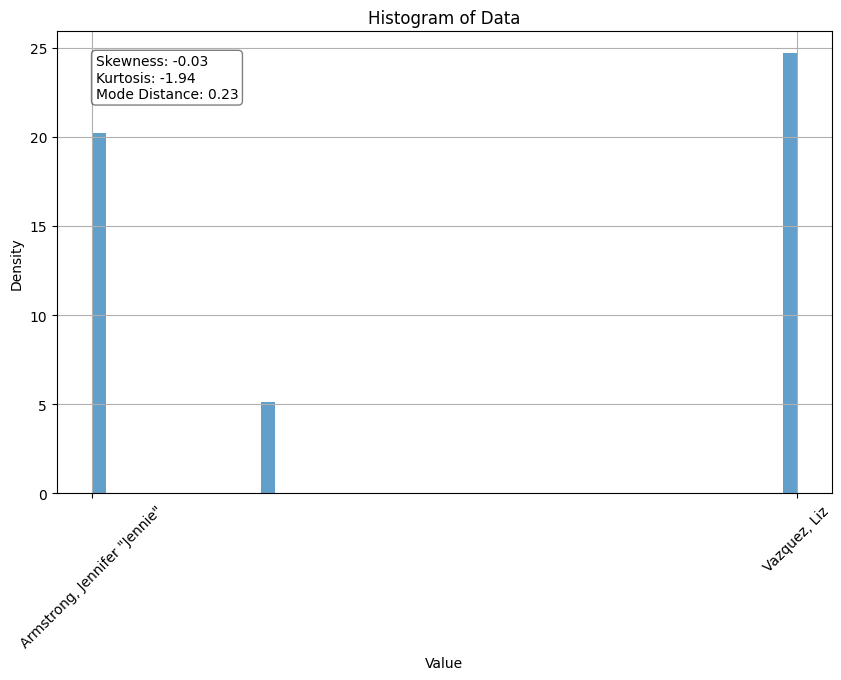 Histogram of Data
Skewness: -0.03
Kurtosis: -1.94
Mode Distance: 0.23
25
20
15
10
5
0
Density
Armstrong, Jennifer "Jennie"
Vazquez, Liz
Value